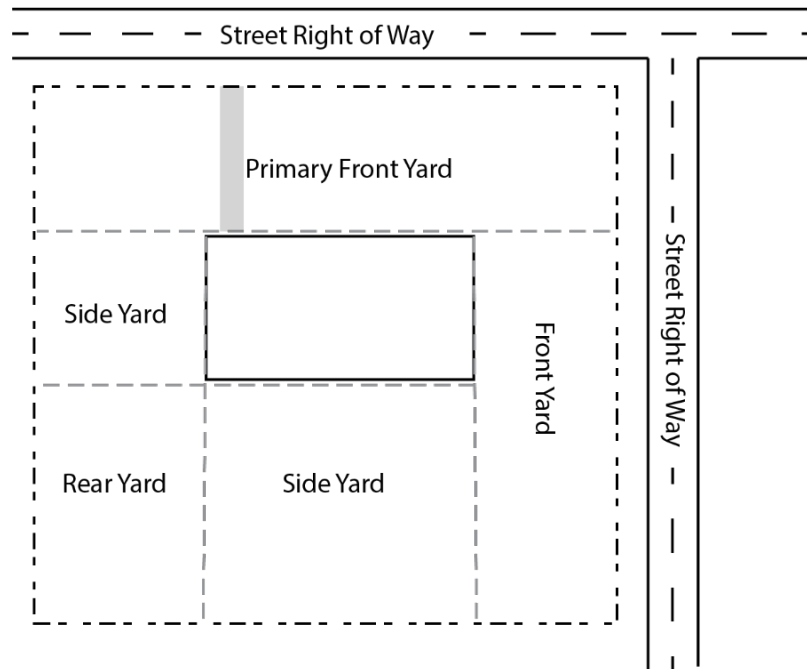 Street Right of Way
Primary Front Yard
Side Yard
Front Yard
Street Right of Way
Rear Yard
Side Yard